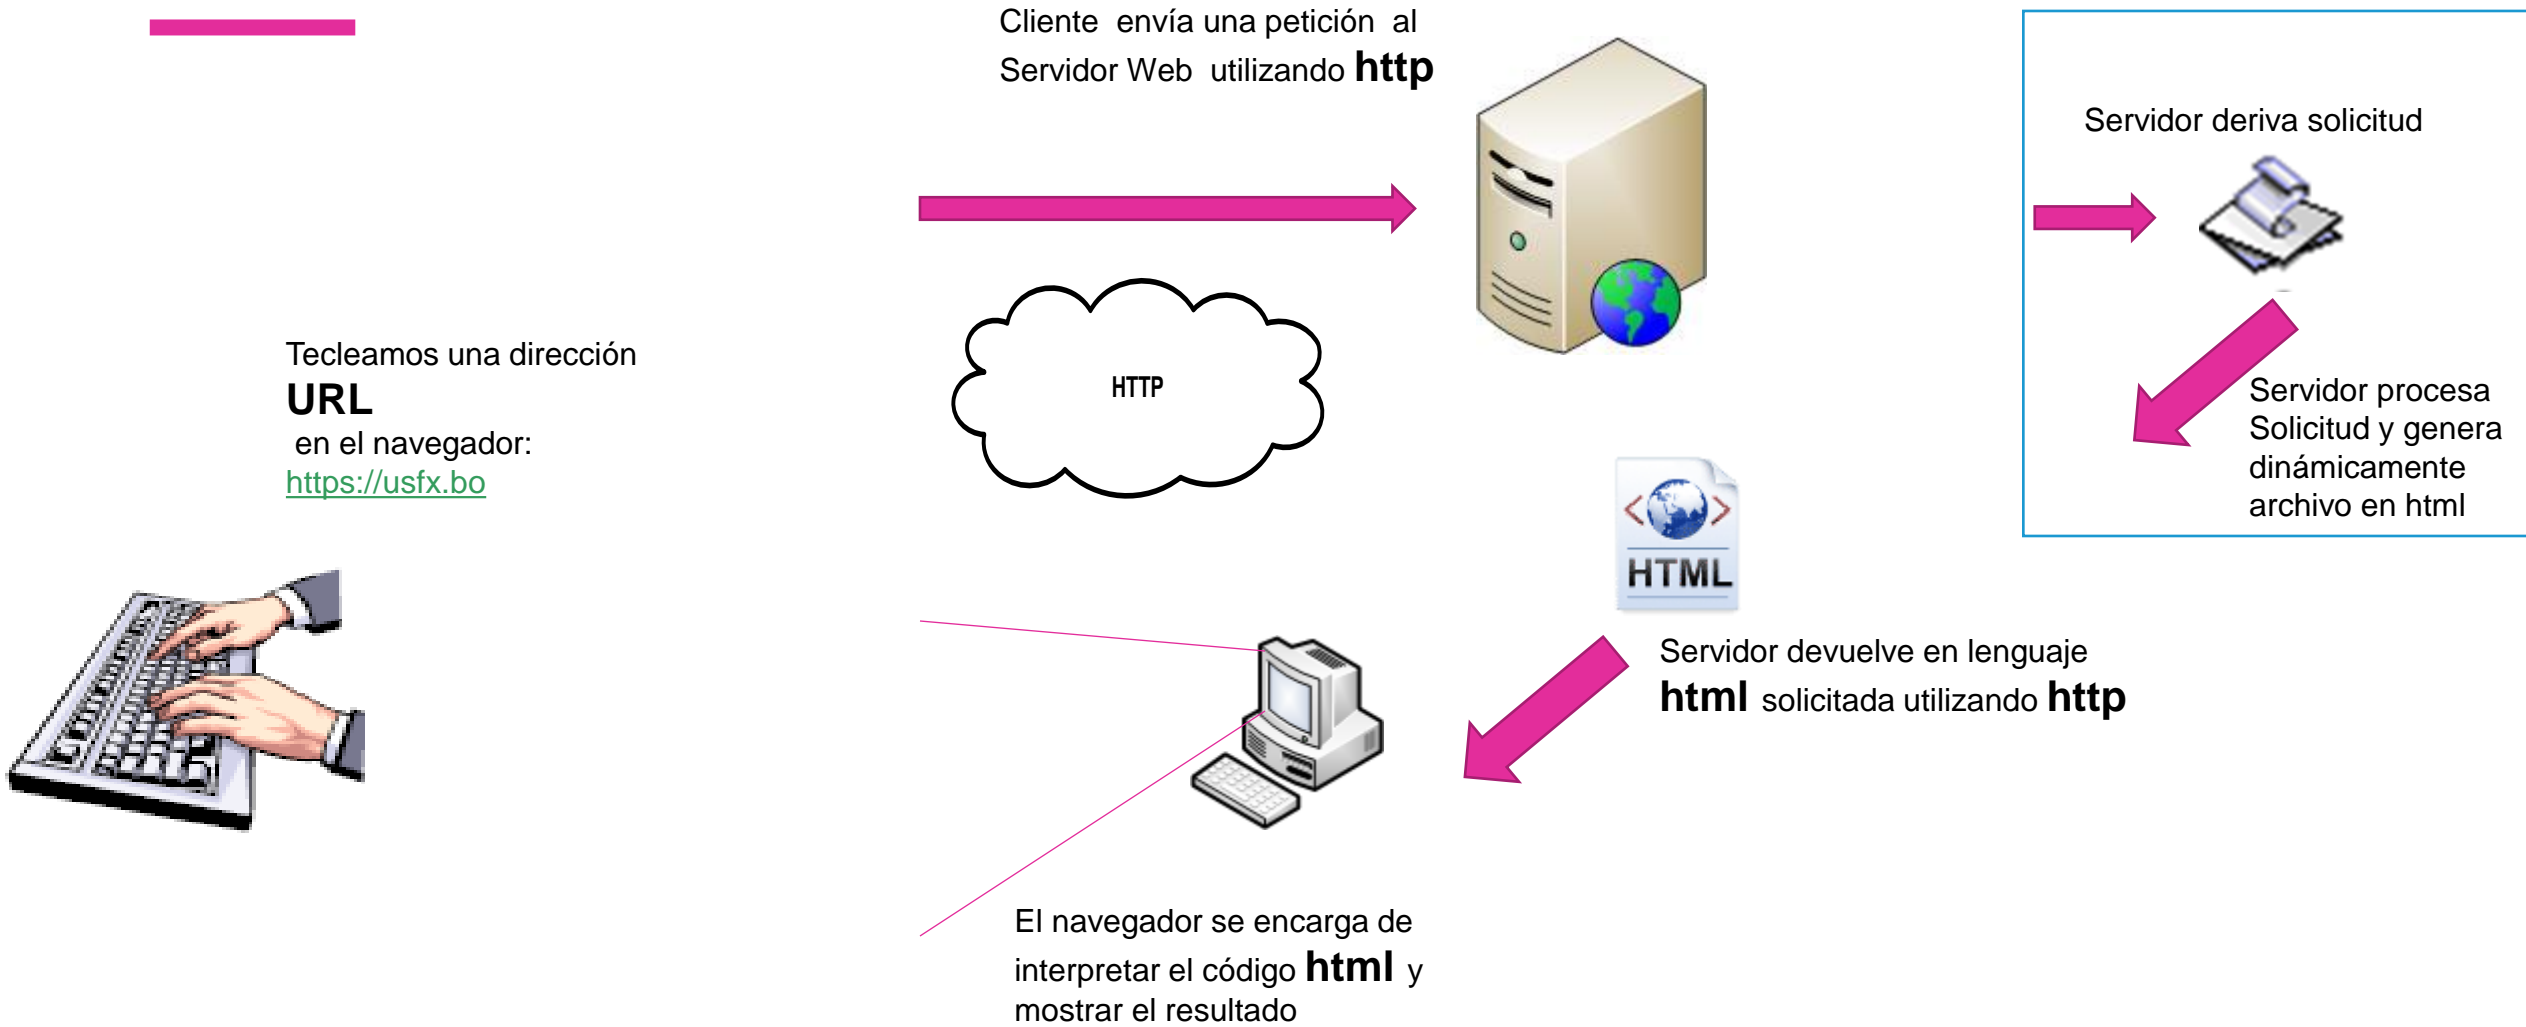 Cliente envía una petición al
Servidor Web utilizando http
Servidor deriva solicitud
Tecleamos una dirección
URL
en el navegador:
https://usfx.bo
HTTP
Servidor procesa
Solicitud y genera
dinámicamente
archivo en html
HTML
Servidor devuelve en lenguaje
html solicitada utilizando http
El navegador se encarga de
interpretar el código html y
mostrar el resultado